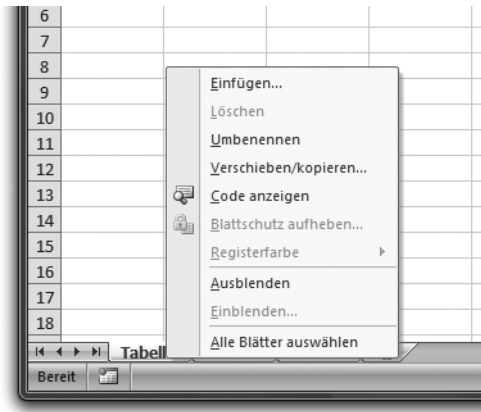 6
7
8
9
10
11
12
13
14
15
16
17
18
Einfügen...
Löschen
Umbenennen
Verschieben/kopieren...
Code anzeigen
Blattschutz aufheben...
Registerfarbe
Ausblenden
Einblenden...
Alle Blätter auswählen
Tabell
Bereit